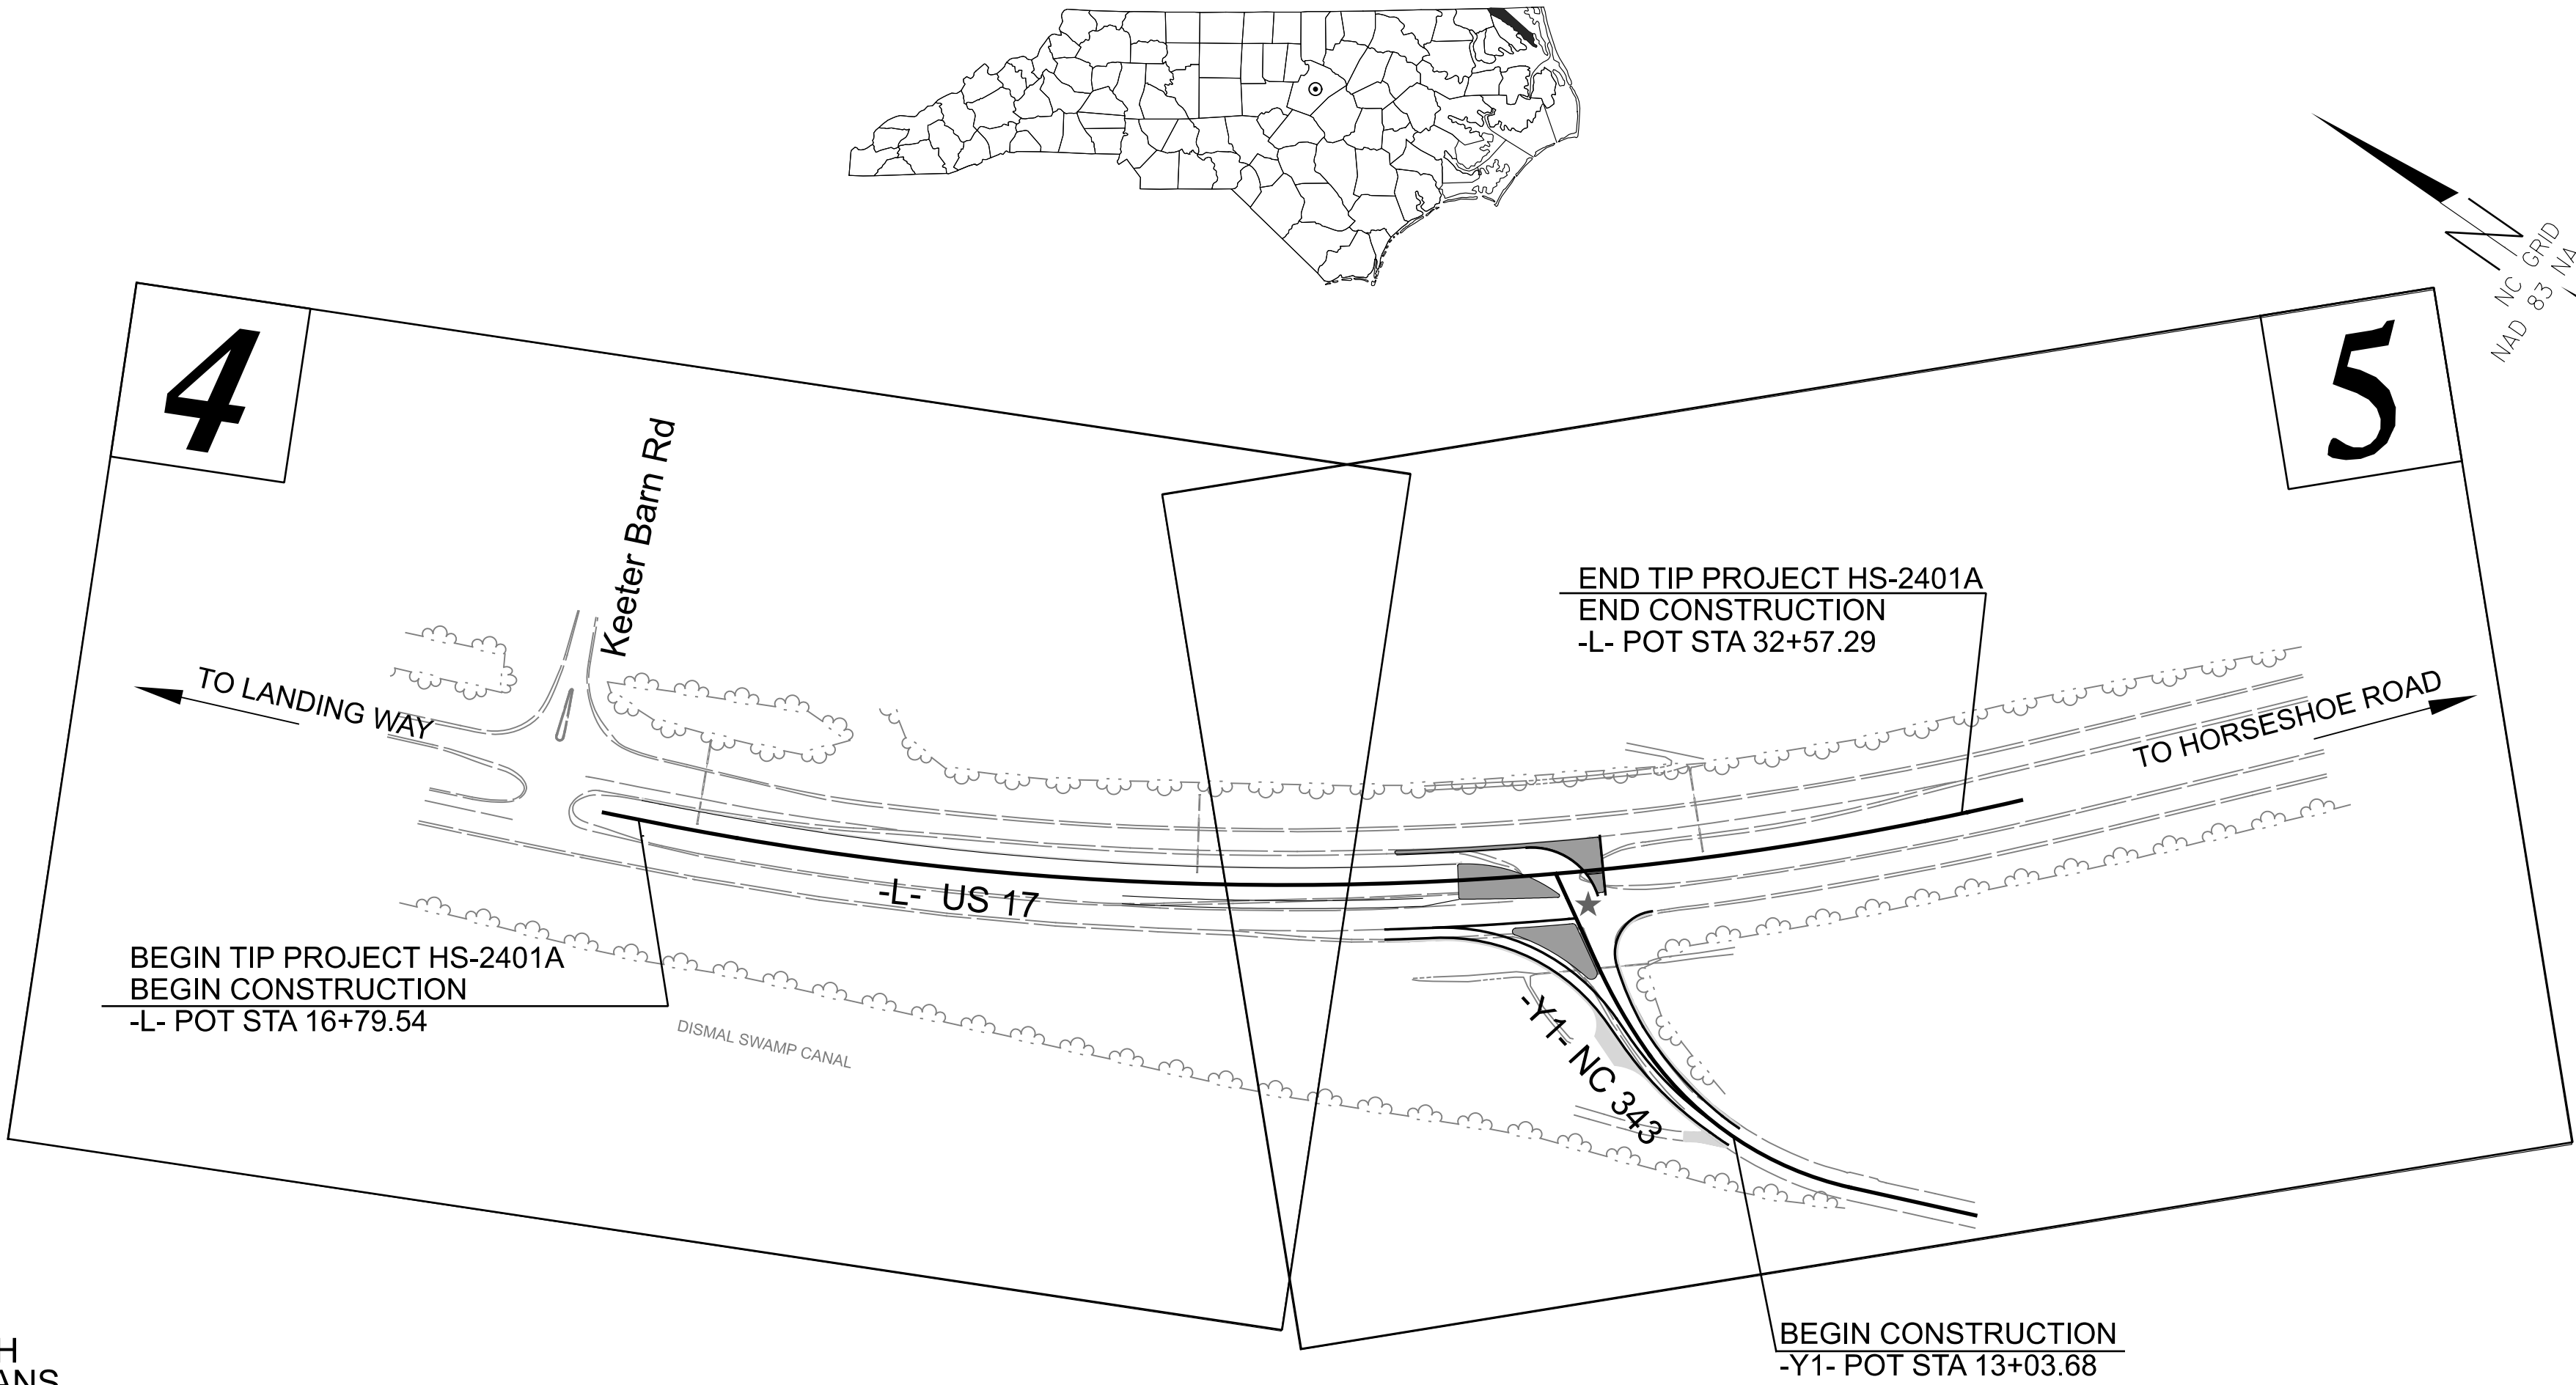 NC GRID
NAD 83 NA
4
5
Keeter Barn Rd
END TIP PROJECT HS-2401A
END CONSTRUCTION
-L- POT STA 32+57.29
TO LANDING WAY
TO HORSESHOE ROAD
-L- US 17
BEGIN TIP PROJECT HS-2401A
BEGIN CONSTRUCTION
-L- POT STA 16+79.54
DISMAL SWAMP CANAL
-Y1- NC 343
BEGIN CONSTRUCTION
-Y1- POT STA 13+03.68
H
ANS